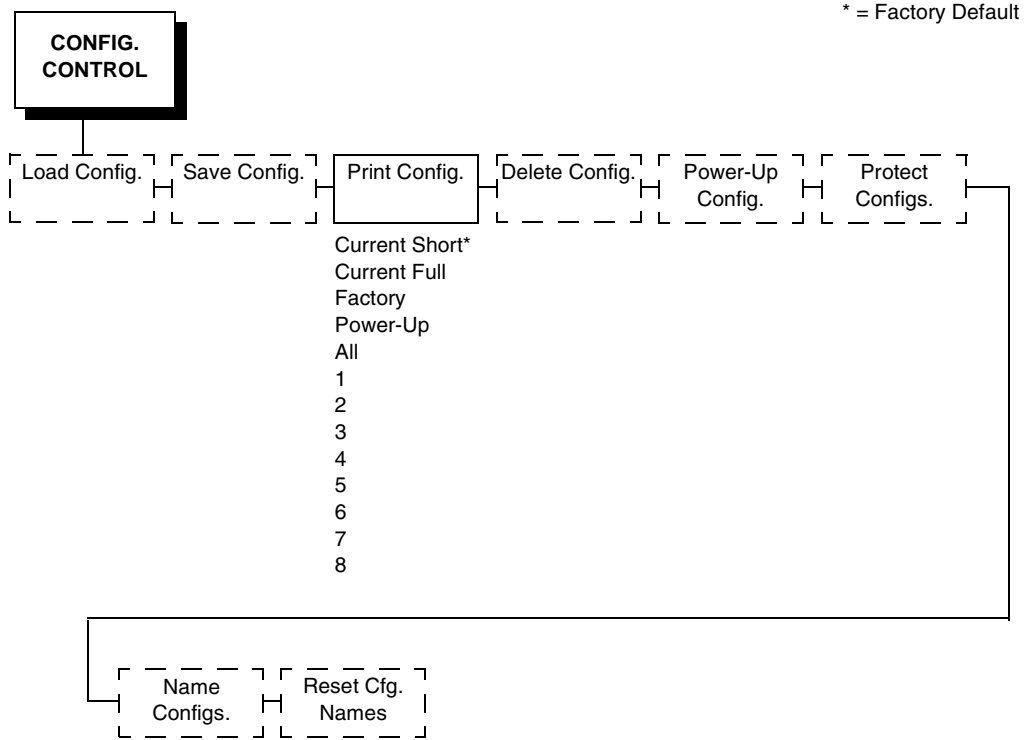 * = Factory Default
CONFIG.
CONTROL
Load Config.
Save Config.
Print Config.
Delete Config.
Power-Up
Config.
Protect
Configs.
Current Short*
Current Full
Factory
Power-Up
All
1
2
3
4
5
6
7
8
Name
Configs.
Reset Cfg.
Names